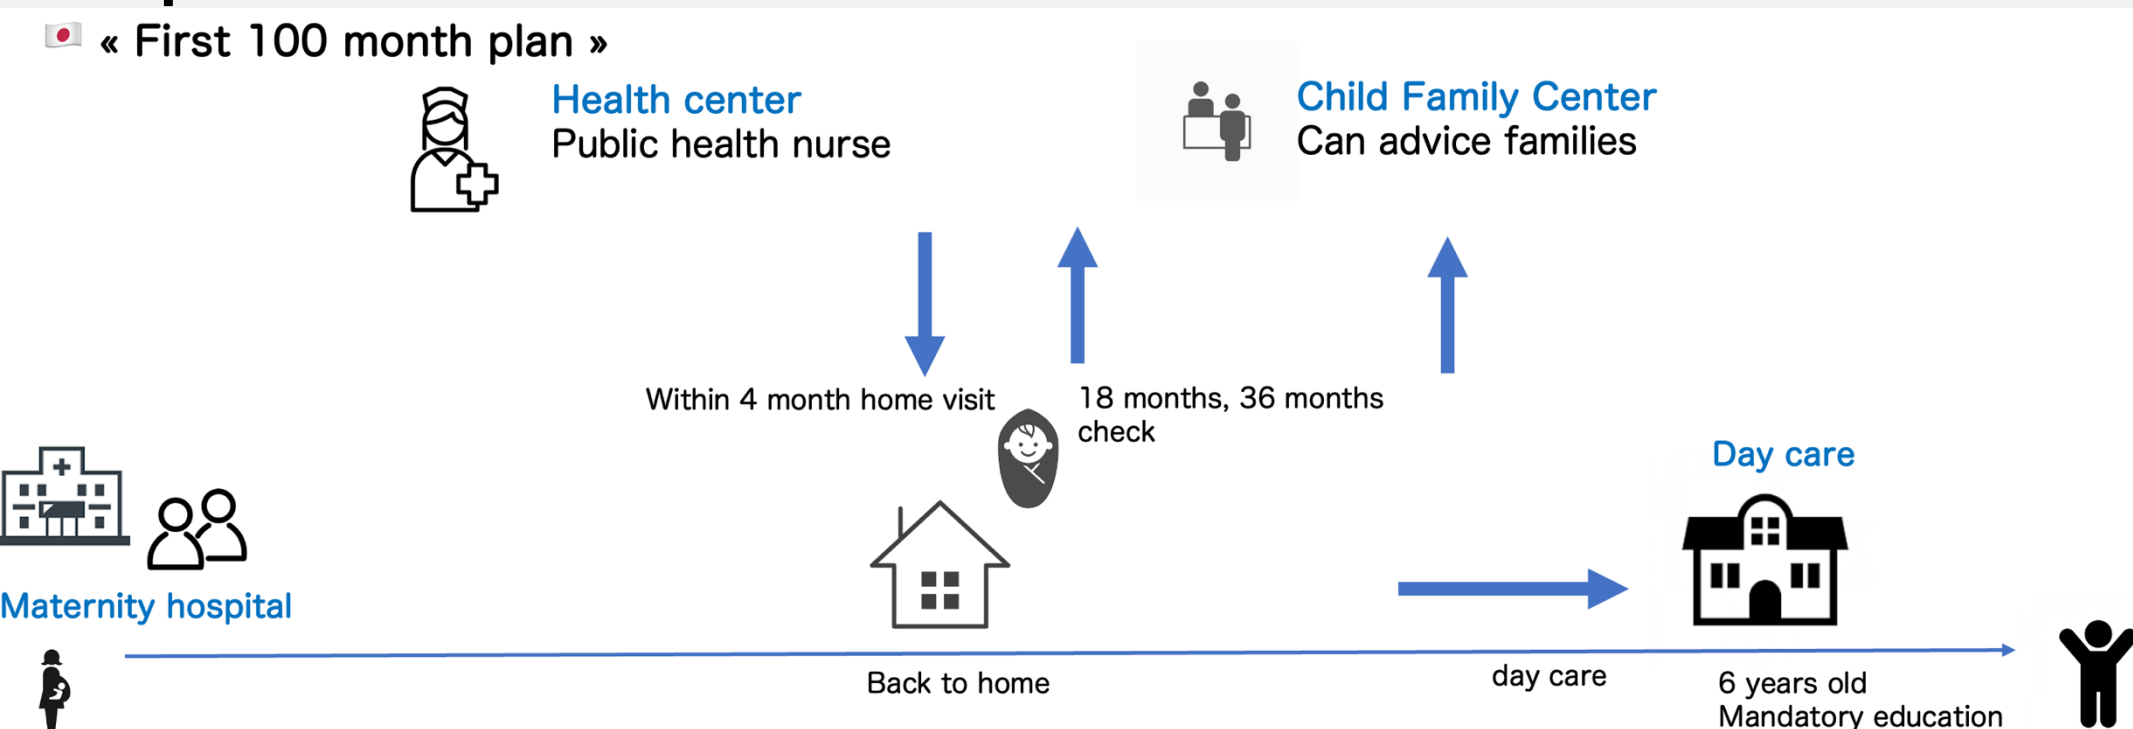 « First 100 month plan »
Health center
Public health nurse
Child Family Center
Can advice families
Within 4 month home visit
18 months, 36 months
check
Day care
Maternity hospital
Back to home
day care
6 years old
Mandatory education